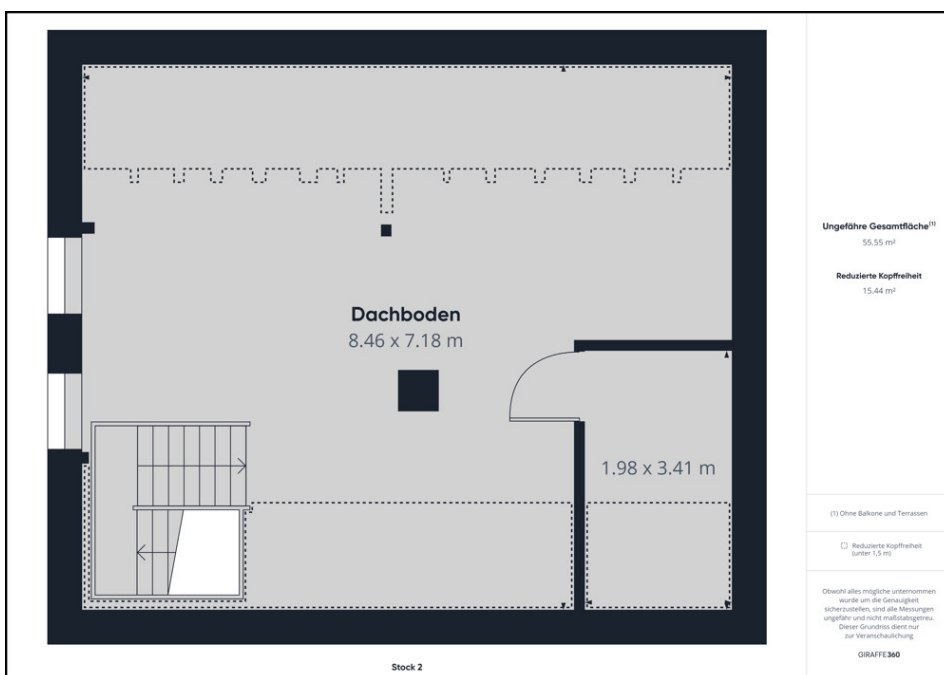 Dachboden
8.46 x 7.18 m
1.98 x 3.41 m
Stock 2
Ungefähre Gesamtfläche(1)
55.55 m²
Reduzierte Kopffreiheit
15.44 m²
(1) Ohne Balkone und Terrassen
Reduzierte Kopffreiheit
(unter 1,5 m)
Obwohl alles mögliche unternommen
wurde um die Genauigkeit
sicherzustellen, sind alle Messungen
ungefähr und nicht maßstabsgetreu.
Dieser Grundriss dient nur
zur Veranschaulichung
GIRAFFE360